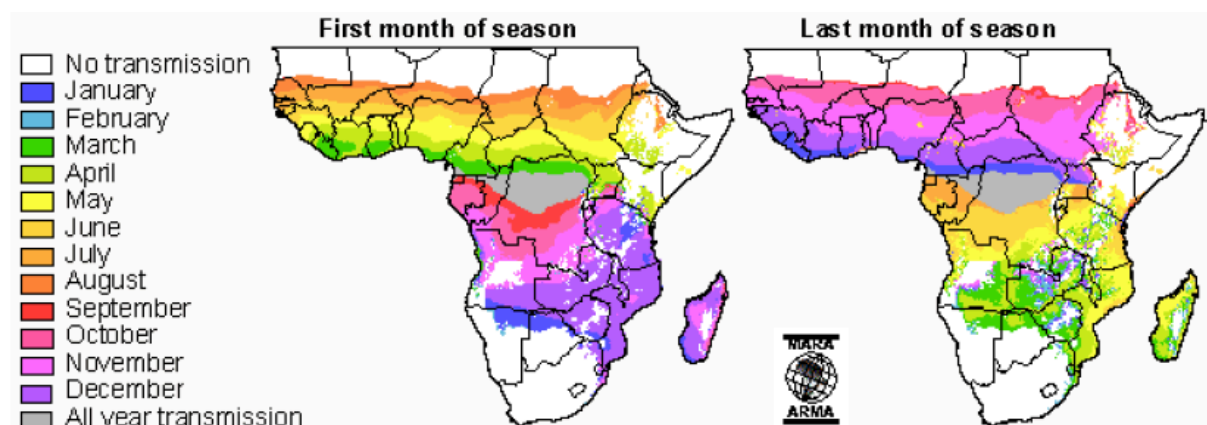 First month of season
Last month of season
No transmission
January
February
March
April
May
June
July
August
September
October
November
December
All year transmission
MARA
ARMA